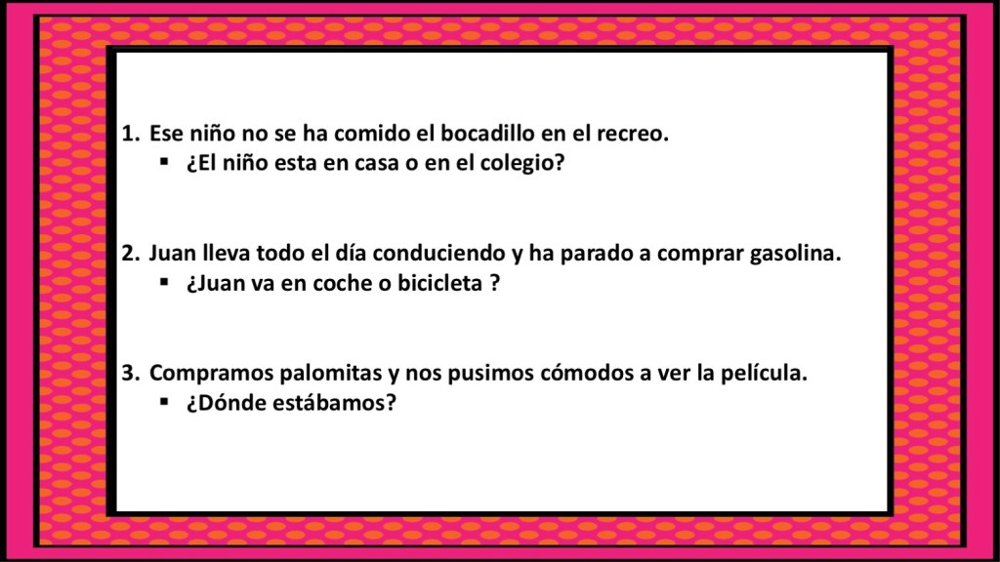 1. Ese niño no se ha comido el bocadillo en el recreo.
▪ ¿El niño esta en casa o en el colegio?
2. Juan lleva todo el día conduciendo y ha parado a comprar gasolina.
▪ ¿Juan va en coche o bicicleta ?
3. Compramos palomitas y nos pusimos cómodos a ver la película.
▪ ¿Dónde estábamos?